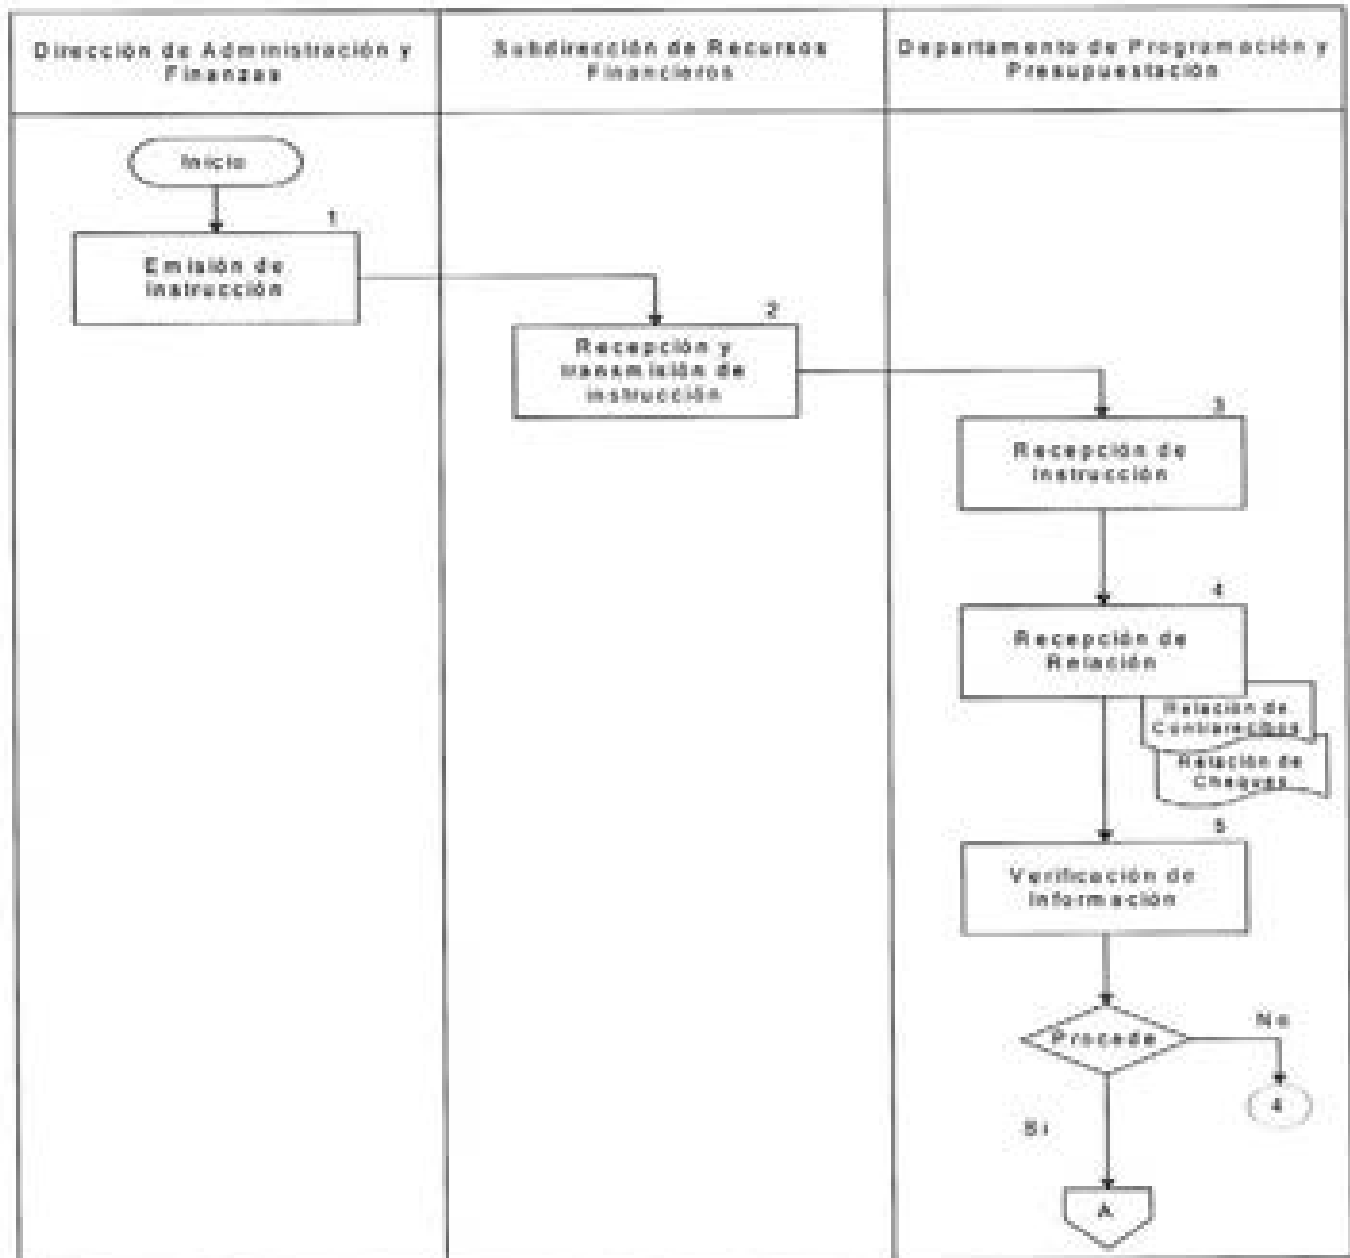 Dirección de Administración y
Finanzas
Subdirección de Recursos
Financieros
Departamento de Programación y
Presupuestación
Inicio
1
Emisión de
instrucción
2
Recepción y
transmisión de
instrucción
3
Recepción de
Instrucción
4
Recepción de
Relación
Relación de
Contrarecibos
Relación de
Cheques
5
Verificación de
Información
Procede
No
4
Si
A